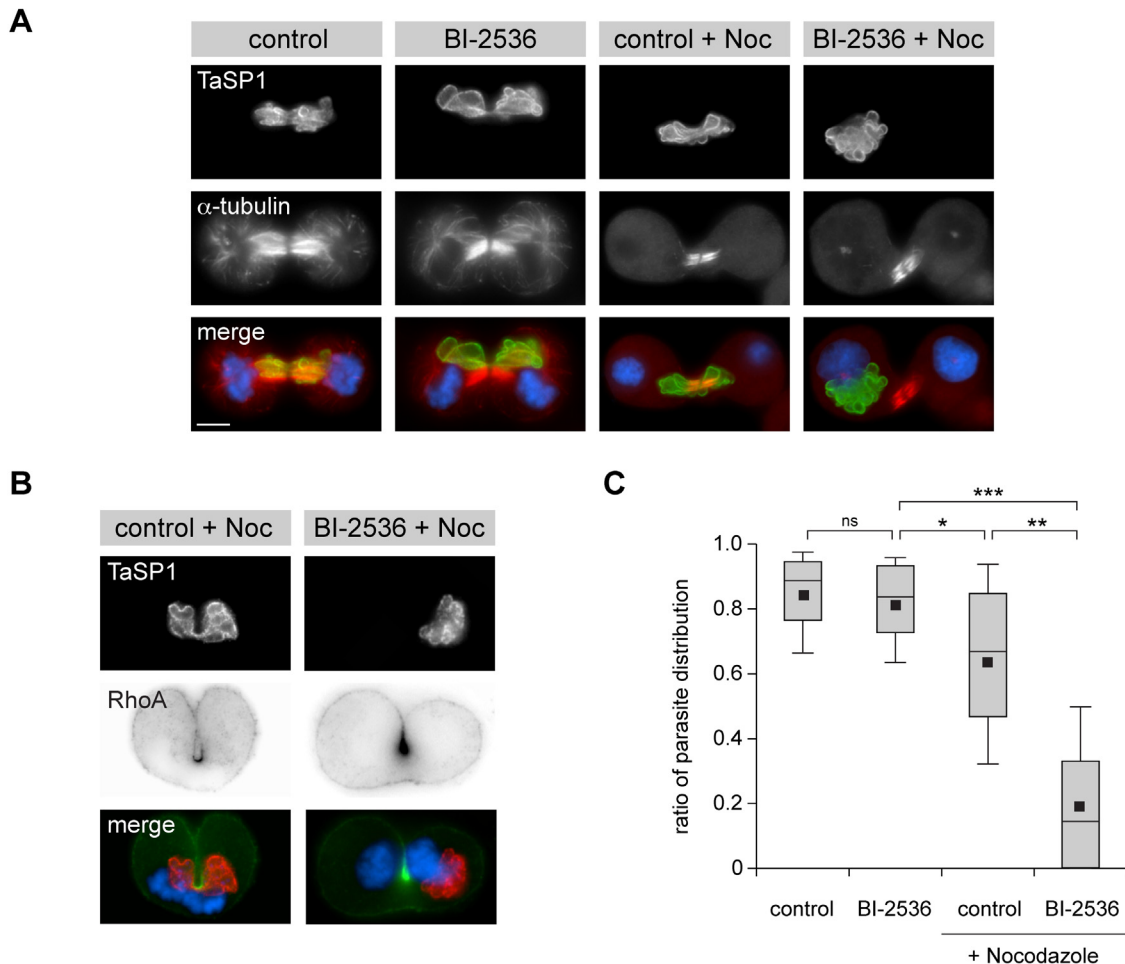 A
control BI-2536 control + Noc BI-2536 + Noc
TaSP1
α-tubulin
merge
B
control + Noc BI-2536 + Noc
TaSP1
RhoA
merge
C
***
ns * **
1.0
0.8
0.6
0.4
0.2
0
ratio of parasite distribution
control BI-2536 control BI-2536
+ Nocodazole